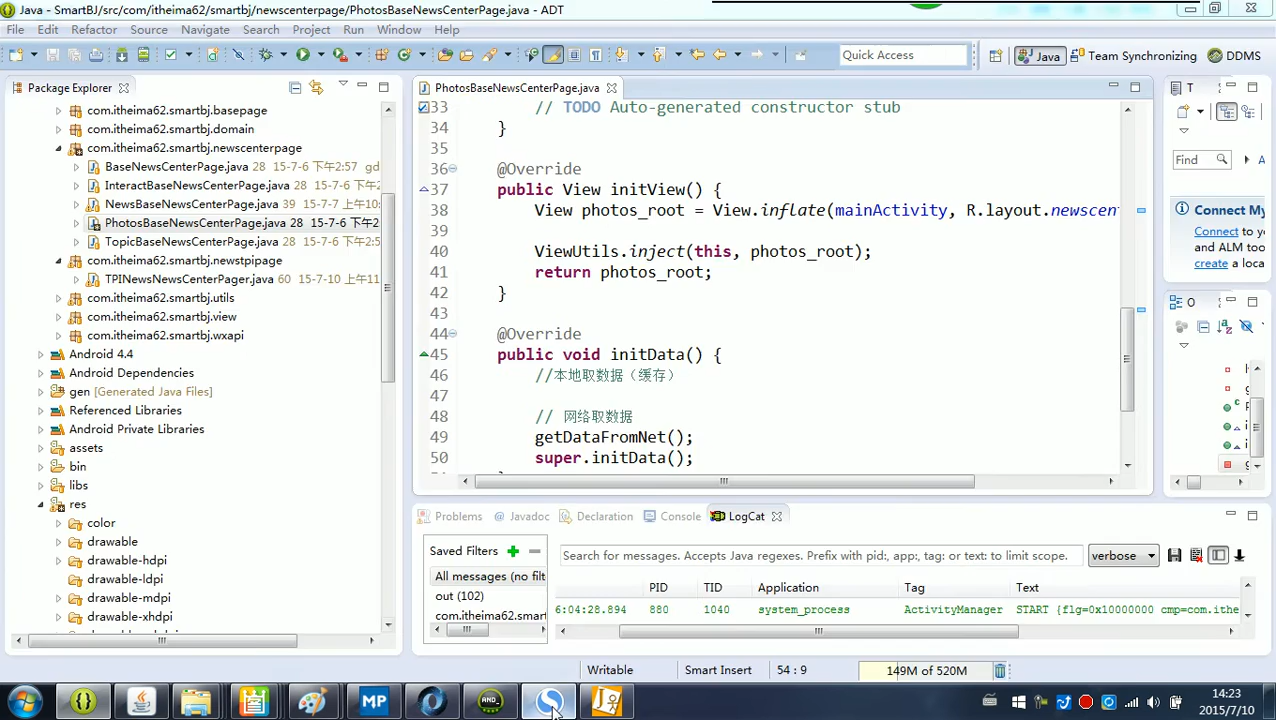 Java - SmartBJ/src/com/itheima62/smartbj/newscenterpage/PhotosBaseNewsCenterPage.java - ADT
File Edit Refactoring Source Navigate Search Project Run Window Help
Quick Access
Java
Team Synchronizing
DDMS
Package Explorer
com.itheima62.smartbj.basepage
com.itheima62.smartbj.domain
com.itheima62.smartbj.newscenterpage
BaseNewsCenterPage.java 28 15-7-6 下午2:57 gd
InteractBaseNewsCenterPage.java 28 15-7-6
NewsBaseNewsCenterPage.java 39 15-7-7 上午10:
PhotosBaseNewsCenterPage.java 28 15-7-6 下午2
TopicBaseNewsCenterPage.java 28 15-7-6 下午2:5
com.itheima62.smartbj.newstpipage
TPINewsNewsCenterPager.java 60 15-7-10 上午11
com.itheima62.smartbj.utils
com.itheima62.smartbj.view
com.itheima62.smartbj.wxapi
Android 4.4
Android Dependencies
gen [Generated Java Files]
Referenced Libraries
Android Private Libraries
assets
bin
libs
res
color
drawable
drawable-hdpi
drawable-ldpi
drawable-mdpi
drawable-xhdpi
PhotosBaseNewsCenterPage.java
33 // TODO Auto-generated constructor stub
34 }
35
36 @Override
37 public View initView() {
38 View photos_root = View.inflate(mainActivity, R.layout.newscent
39
40 ViewUtils.inject(this, photos_root);
41 return photos_root;
42 }
43
44 @Override
45 public void initData() {
46 //本地取数据（缓存）
47
48 // 网络取数据
49 getDataFromNet();
50 super.initData();
T
Find
A
Connect My
Connect to yo
and ALM too
create a loca
O
Problems Javadoc Declaration Console LogCat
Saved Filters
All messages (no filt
out (102)
com.itheima62.smart
Search for messages. Accepts Java regexes. Prefix with pid:, app:, tag: or text: to limit scope.
verbose
PID TID Application Tag Text
6:04:28.894 880 1040 system_process ActivityManager START {flg=0x10000000 cmp=com.ithe
Writable
Smart Insert
54 : 9
149M of 520M
MP
AND_
14:23
2015/7/10